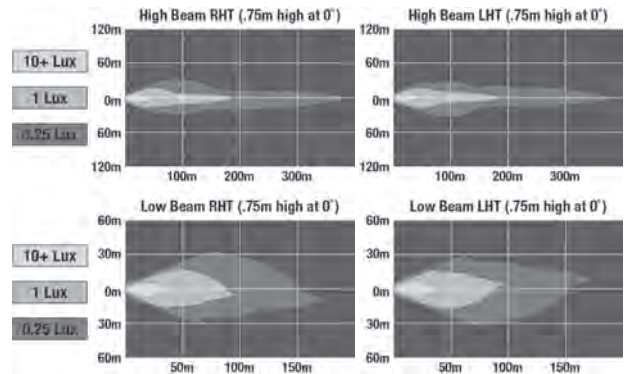 High Beam RHT (.75m high at 0˚)
High Beam LHT (.75m high at 0˚)
120m
120m
10+ Lux
60m
60m
1 Lux
0m
0m
0.25 Lux
60m
60m
120m
120m
100m 200m 300m
100m 200m 300m
Low Beam RHT (.75m high at 0˚)
Low Beam LHT (.75m high at 0˚)
60m
60m
10+ Lux
30m
30m
1 Lux
0m
0m
0.25 Lux
30m
30m
60m
60m
50m 100m 150m
50m 100m 150m